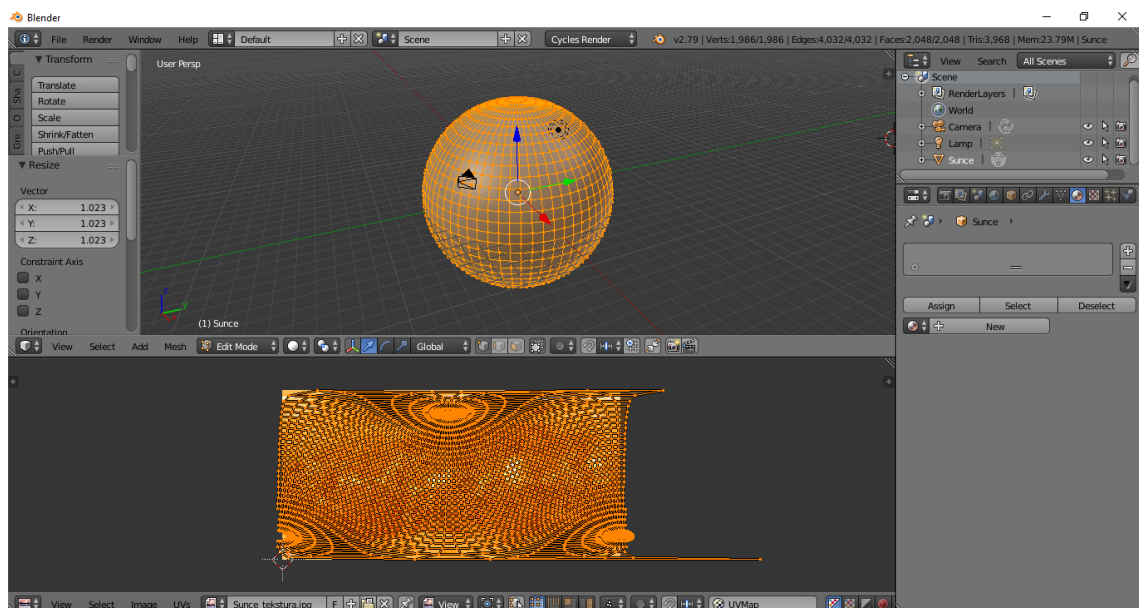 Blender
File Render Window Help Default Scene Cycles Render v2.79 | Verts:1,986/1,986 | Edges:4,032/4,032 | Faces:2,048/2,048 | Tris:3,968 | Mem:23.79M | Sunce
Transform
Translate
Rotate
Scale
Shrink/Fatten
Push/Pull
Sha
Gre
Resize
Vector
X: 1.023
Y: 1.023
Z: 1.023
Constraint Axis
X
Y
Z
Orientation
User Persp
(1) Sunce
View Select Add Mesh Edit Mode Global
View Select Image UVs Sunce tekstura.jpg F View UVMap
View Search All Scenes
Scene
RenderLayers |
World
Camera |
Lamp |
Sunce |
Sunce
Assign Select Deselect
New